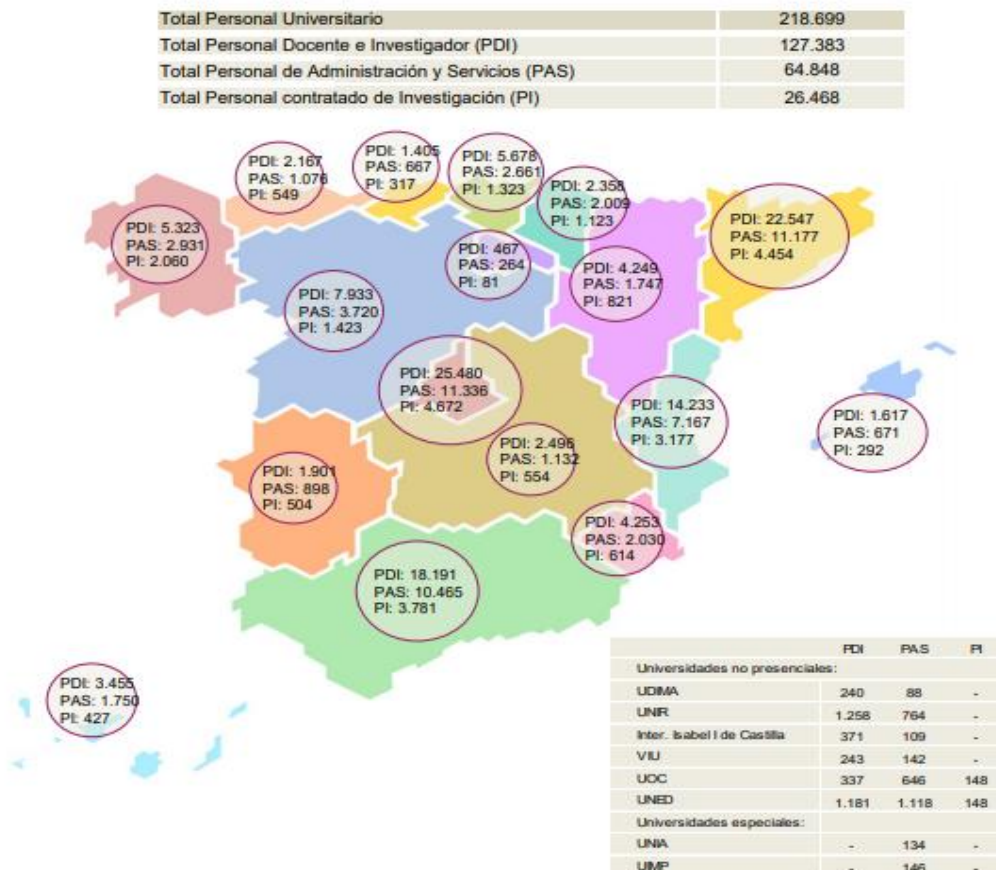 Total Personal Universitario 218.699
Total Personal Docente e Investigador (PDI) 127.383
Total Personal de Administración y Servicios (PAS) 64.848
Total Personal contratado de Investigación (PI) 26.468
PDI: 2.167
PAS: 1.076
PI: 549
PDI: 1.405
PAS: 667
PI: 317
PDI: 5.678
PAS: 2.661
PI: 1.323
PDI: 2.358
PAS: 2.009
PI: 1.123
PDI: 22.547
PAS: 11.177
PI: 4.454
PDI: 5.323
PAS: 2.931
PI: 2.060
PDI: 467
PAS: 264
PI: 81
PDI: 4.249
PAS: 1.747
PI: 821
PDI: 7.933
PAS: 3.720
PI: 1.423
PDI: 25.480
PAS: 11.336
PI: 4.672
PDI: 14.233
PAS: 7.167
PI: 3.177
PDI: 1.617
PAS: 671
PI: 292
PDI: 2.496
PAS: 1.132
PI: 554
PDI: 1.901
PAS: 898
PI: 504
PDI: 4.253
PAS: 2.030
PI: 614
PDI: 18.191
PAS: 10.465
PI: 3.781
PDI: 3.455
PAS: 1.750
PI: 427
PDI PAS PI
Universidades no presenciales:
UDIMA 240 88 -
UNIR 1.258 764 -
Inter. Isabel I de Castilla 371 109 -
VIU 243 142 -
UOC 337 646 148
UNED 1.181 1.118 148
Universidades especiales:
UNIA - 134 -
UIMP - 146 -